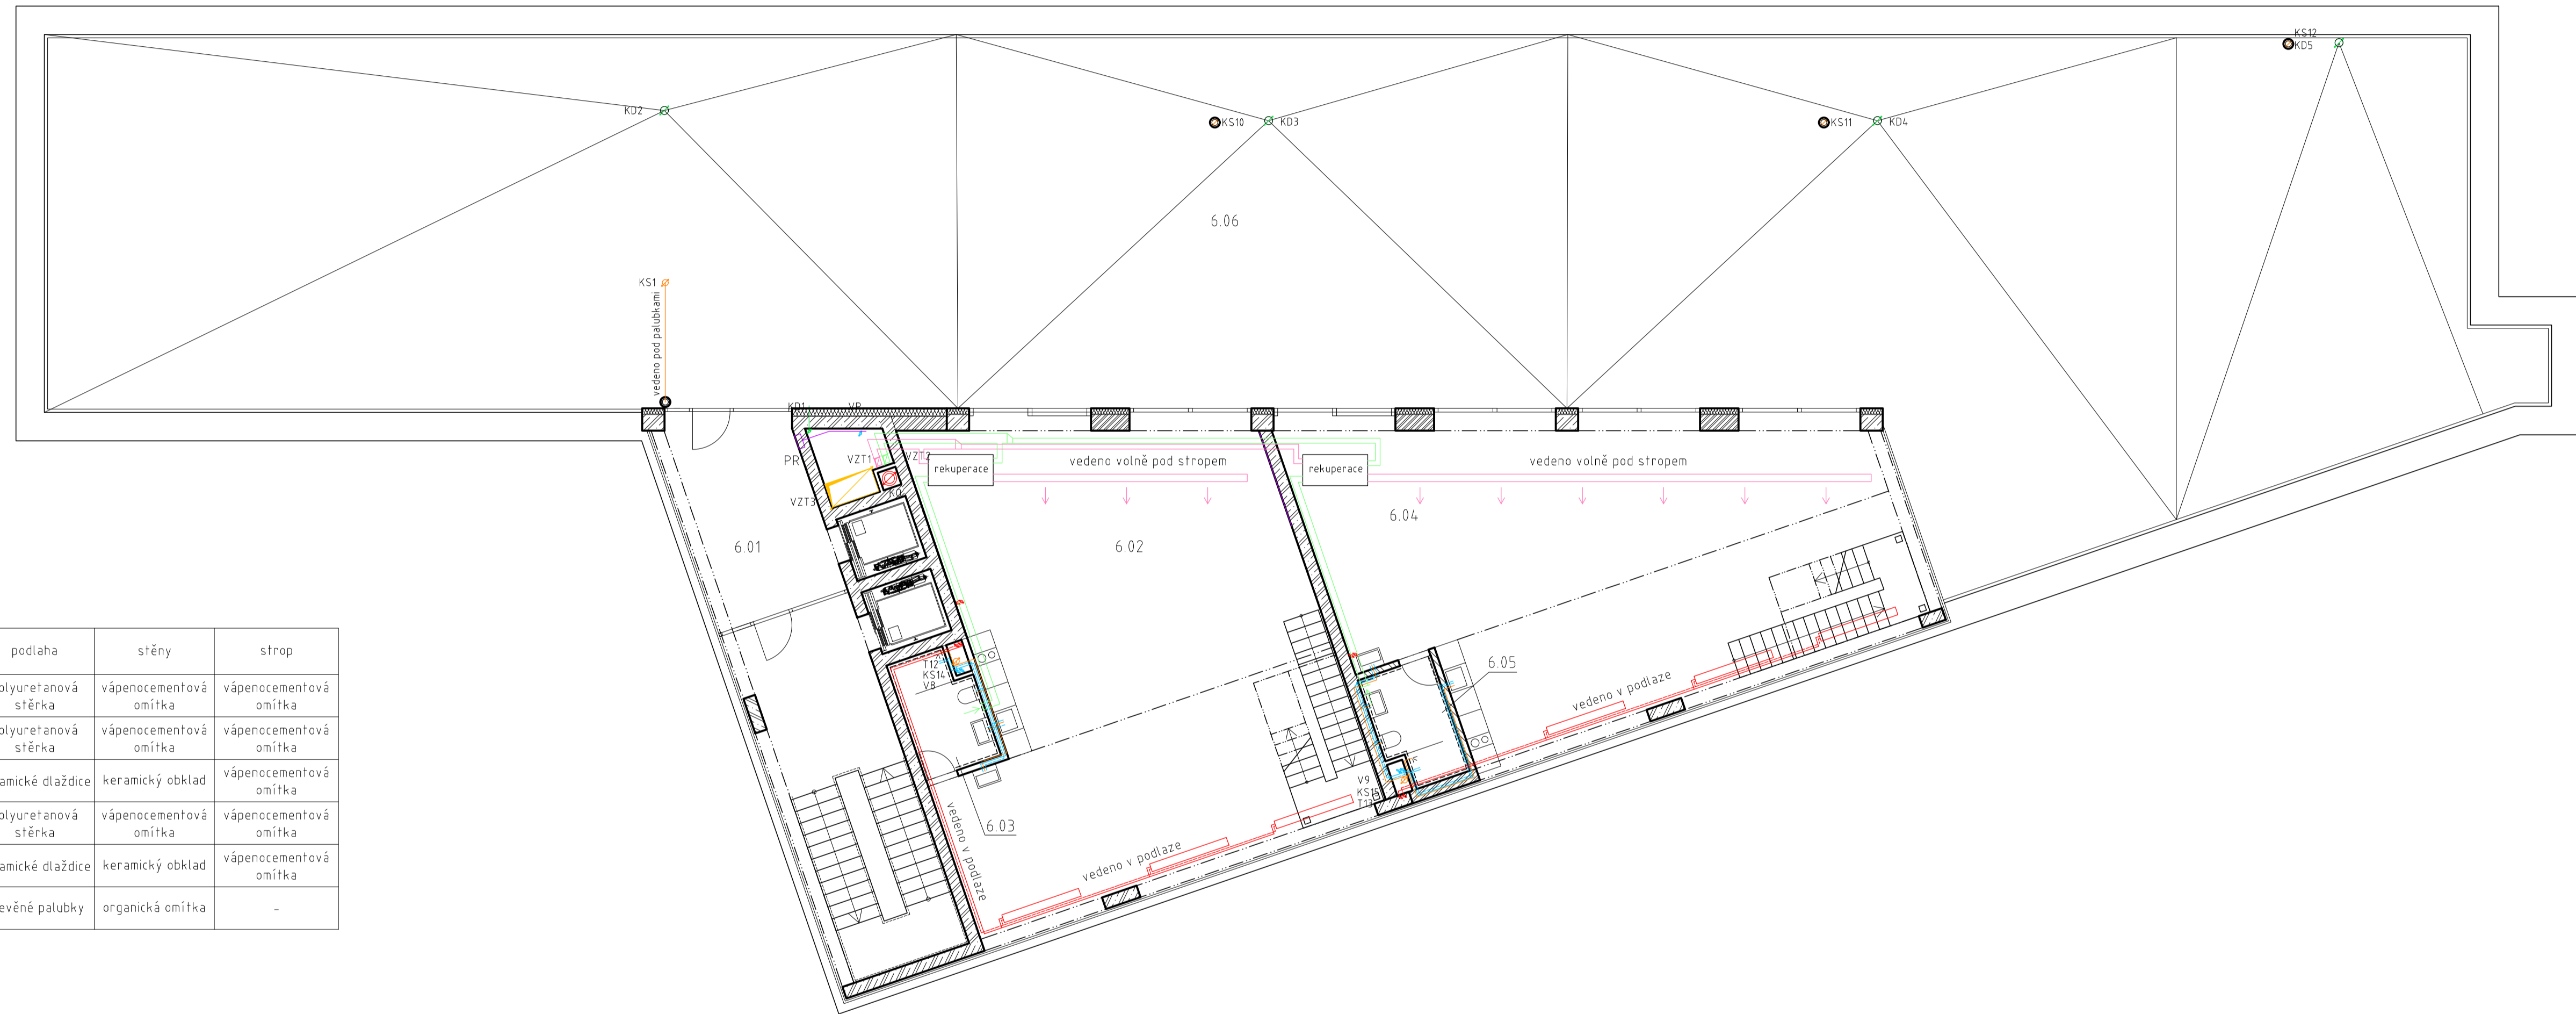 KS12
KD5
KD2
KS10
KD3
KS11
KD4
6.06
KS1
vedeno pod palubkami
KD1
VP
PR
VZT1
VZT2
rekuperace
vedeno volně pod stropem
rekuperace
vedeno volně pod stropem
KO
VZT3
6.04
6.01
6.02
T12
KS14
V8
6.05
vedeno v podlaze
V9
KS15
T13
6.03
vedeno v podlaze
vedeno v podlaze
podlaha stěny strop
olyuretanová vápenocementová vápenocementová
stěrka omítka omítka
olyuretanová vápenocementová vápenocementová
stěrka omítka omítka
amické dlaždice keramický obklad vápenocementová
omítka
olyuretanová vápenocementová vápenocementová
stěrka omítka omítka
amické dlaždice keramický obklad vápenocementová
omítka
evěné palubky organická omítka -